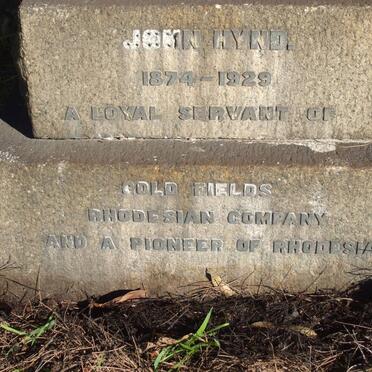 JOHN HYND.
1874-1929
A LOYAL SERVANT OF
GOLD FIELDS
RHODESIAN COMPANY
AND A PIONEER OF RHODESIA